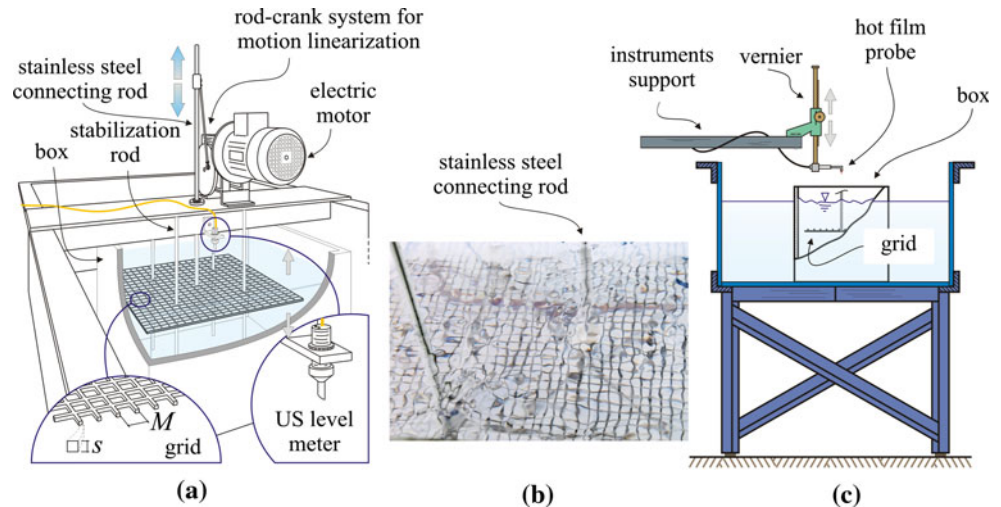 rod-crank system for
motion linearization
stainless steel
connecting rod
electric
motor
stabilization
rod
box
US level
meter
M
s
grid
(a)
stainless steel
connecting rod
(b)
hot film
probe
vernier
instruments
support
box
grid
(c)